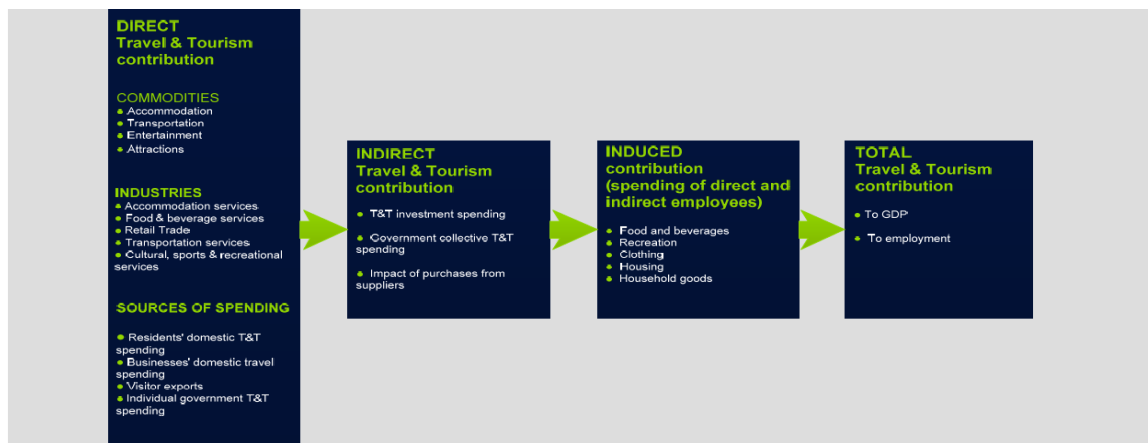 DIRECT
Travel & Tourism
contribution
COMMODITIES
• Accommodation
• Transportation
• Entertainment
• Attractions
INDUSTRIES
• Accommodation services
• Food & beverage services
• Retail Trade
• Transportation services
• Cultural, sports & recreational
services
SOURCES OF SPENDING
• Residents' domestic T&T
spending
• Businesses' domestic travel
spending
• Visitor exports
• Individual government T&T
spending
INDIRECT
Travel & Tourism
contribution
• T&T investment spending
• Government collective T&T
spending
• Impact of purchases from
suppliers
INDUCED
contribution
(spending of direct and
indirect employees)
• Food and beverages
• Recreation
• Clothing
• Housing
• Household goods
TOTAL
Travel & Tourism
contribution
• To GDP
• To employment